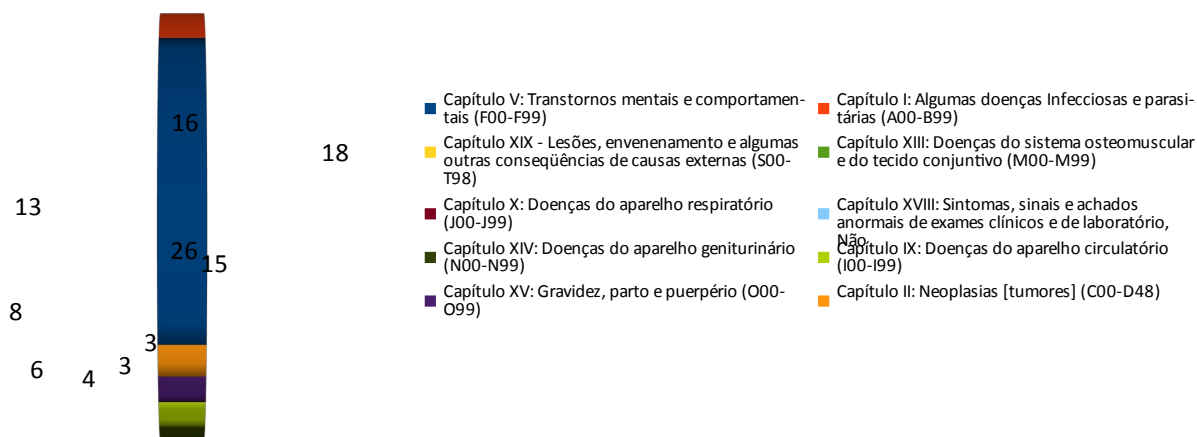 16
18
13
26
15
8
3
3
6
4
Capítulo V: Transtornos mentais e comportamen-
tais (F00-F99)
Capítulo I: Algumas doenças Infecciosas e parasi-
tárias (A00-B99)
Capítulo XIX - Lesões, envenenamento e algumas
outras conseqüências de causas externas (S00-
T98)
Capítulo XIII: Doenças do sistema osteomuscular
e do tecido conjuntivo (M00-M99)
Capítulo X: Doenças do aparelho respiratório
(J00-J99)
Capítulo XVIII: Sintomas, sinais e achados
anormais de exames clínicos e de laboratório,
Não
Capítulo XIV: Doenças do aparelho geniturinário
(N00-N99)
Capítulo IX: Doenças do aparelho circulatório
(I00-I99)
Capítulo XV: Gravidez, parto e puerpério (O00-
O99)
Capítulo II: Neoplasias [tumores] (C00-D48)